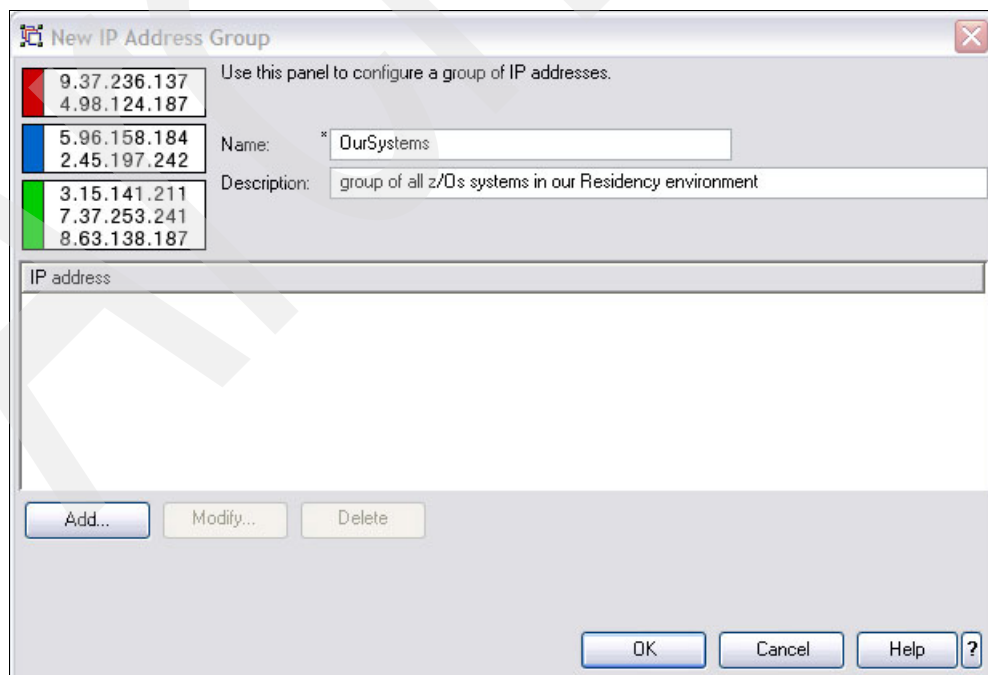 New IP Address Group
9.37.236.137
4.98.124.187
5.96.158.184
2.45.197.242
3.15.141.211
7.37.253.241
8.63.138.187
Use this panel to configure a group of IP addresses.
Name: * OurSystems
Description: group of all z/Os systems in our Residency environment
IP address
Add... Modify... Delete
OK Cancel Help ?